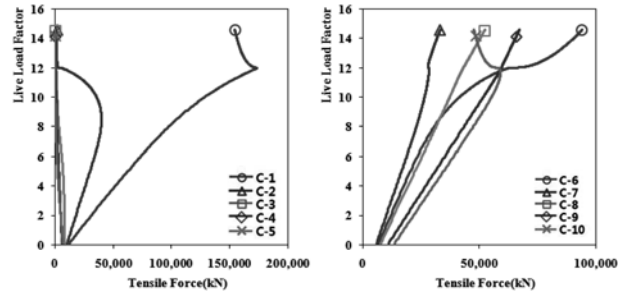 Live Load Factor
16
14
12
10
8
6
4
2
0
C-1
C-2
C-3
C-4
C-5
0
50,000
100,000
150,000
200,000
Tensile Force(kN)
Live Load Factor
16
14
12
10
8
6
4
2
0
C-6
C-7
C-8
C-9
C-10
0
50,000
100,000
Tensile Force(kN)